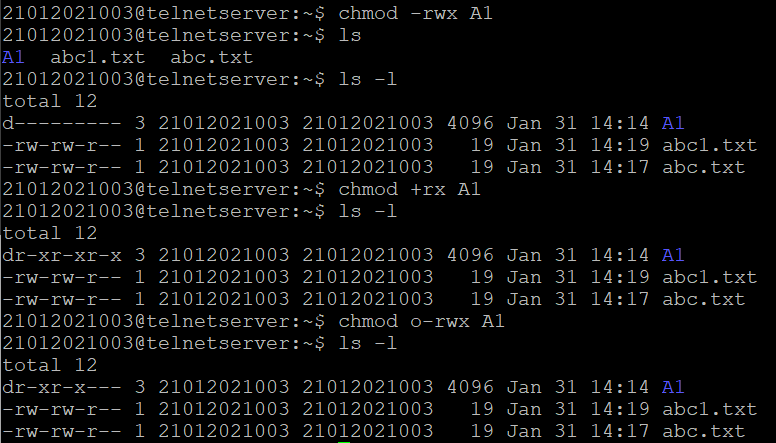 21012021003@telnetserver:~$ chmod -rwx A1
21012021003@telnetserver:~$ ls
A1  abc1.txt  abc.txt
21012021003@telnetserver:~$ ls -l
total 12
d--------- 3 21012021003 21012021003 4096 Jan 31 14:14 A1
-rw-rw-r-- 1 21012021003 21012021003   19 Jan 31 14:19 abc1.txt
-rw-rw-r-- 1 21012021003 21012021003   19 Jan 31 14:17 abc.txt
21012021003@telnetserver:~$ chmod +rx A1
21012021003@telnetserver:~$ ls -l
total 12
dr-xr-xr-x 3 21012021003 21012021003 4096 Jan 31 14:14 A1
-rw-rw-r-- 1 21012021003 21012021003   19 Jan 31 14:19 abc1.txt
-rw-rw-r-- 1 21012021003 21012021003   19 Jan 31 14:17 abc.txt
21012021003@telnetserver:~$ chmod o-rwx A1
21012021003@telnetserver:~$ ls -l
total 12
dr-xr-x--- 3 21012021003 21012021003 4096 Jan 31 14:14 A1
-rw-rw-r-- 1 21012021003 21012021003   19 Jan 31 14:19 abc1.txt
-rw-rw-r-- 1 21012021003 21012021003   19 Jan 31 14:17 abc.txt